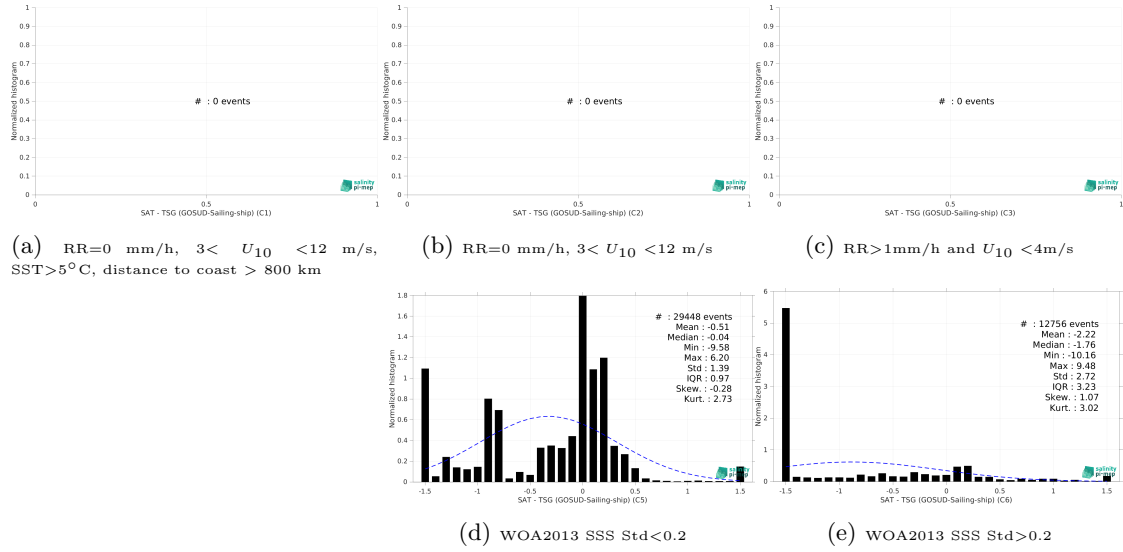 1
0.9
0.8
0.7
0.6
0.5
0.4
0.3
0.2
0.1
0
0
0.5
1
Normalized histogram
# : 0 events
salinity
pi-mep
SAT - TSG (GOSUD-Sailing-ship) (C1)
1
0.9
0.8
0.7
0.6
0.5
0.4
0.3
0.2
0.1
0
0
0.5
1
Normalized histogram
# : 0 events
salinity
pi-mep
SAT - TSG (GOSUD-Sailing-ship) (C2)
1
0.9
0.8
0.7
0.6
0.5
0.4
0.3
0.2
0.1
0
0
0.5
1
Normalized histogram
# : 0 events
salinity
pi-mep
SAT - TSG (GOSUD-Sailing-ship) (C3)
(a) RR=0 mm/h, 3< U10 <12 m/s,
SST>5°C, distance to coast > 800 km
(b) RR=0 mm/h, 3< U10 <12 m/s
(c) RR>1mm/h and U10 <4m/s
1.8
1.6
1.4
1.2
1
0.8
0.6
0.4
0.2
0
-1.5
-1
-0.5
0
0.5
1
1.5
Normalized histogram
# : 29448 events
Mean : -0.51
Median : -0.04
Min : -9.58
Max : 6.20
Std : 1.39
IQR : 0.97
Skew. : -0.28
Kurt. : 2.73
salinity
pi-mep
SAT - TSG (GOSUD-Sailing-ship) (C5)
6
5
4
3
2
1
0
-1.5
-1
-0.5
0
0.5
1
1.5
Normalized histogram
# : 12756 events
Mean : -2.22
Median : -1.76
Min : -10.16
Max : 9.48
Std : 2.72
IQR : 3.23
Skew. : 1.07
Kurt. : 3.02
salinity
pi-mep
SAT - TSG (GOSUD-Sailing-ship) (C6)
(d) WOA2013 SSS Std<0.2
(e) WOA2013 SSS Std>0.2